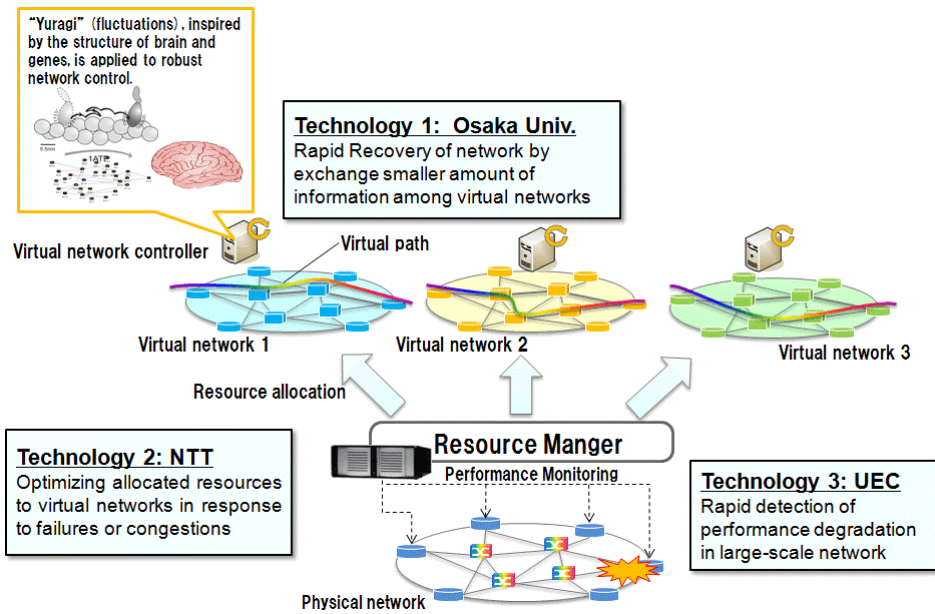 “Yuragi” (fluctuations), inspired
by the structure of brain and
genes, is applied to robust
network control.
5.5nm
1ATP
Technology 1: Osaka Univ.
Rapid Recovery of network by
exchange smaller amount of
information among virtual networks
Virtual network controller
Virtual path
Virtual network 1
Virtual network 2
Virtual network 3
Resource allocation
Resource Manger
Performance Monitoring
Technology 2: NTT
Optimizing allocated resources
to virtual networks in response
to failures or congestions
Technology 3: UEC
Rapid detection of
performance degradation
in large-scale network
Physical network